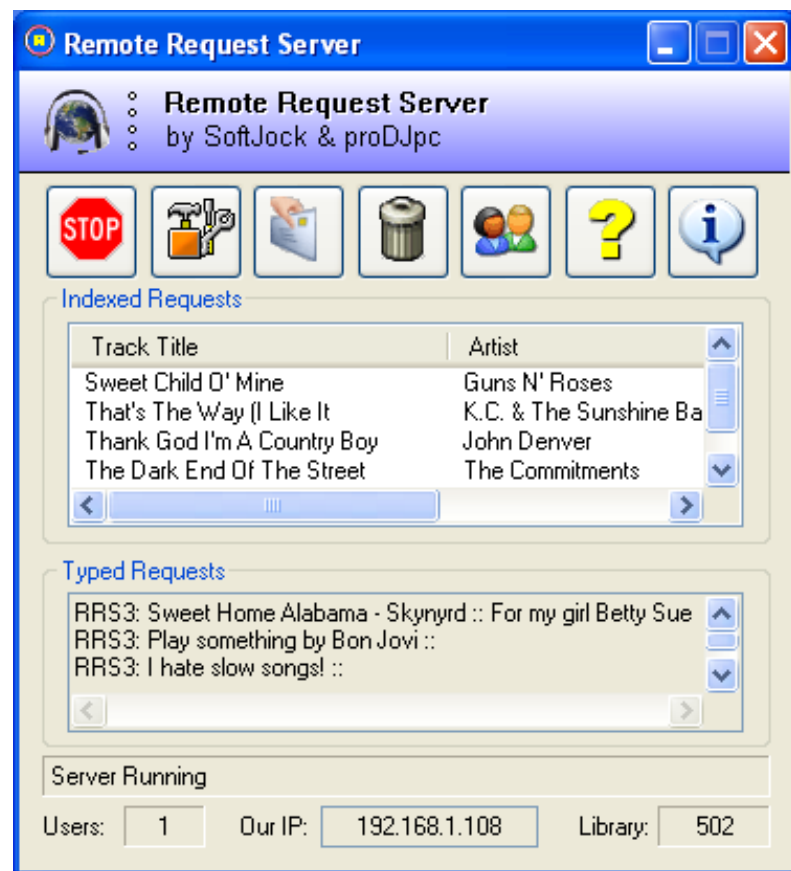 Remote Request Server
Remote Request Server
by SoftJock & proDJpc
STOP
Indexed Requests
Track Title Artist
Sweet Child O' Mine Guns N' Roses
That's The Way (I Like It K.C. & The Sunshine Ba
Thank God I'm A Country Boy John Denver
The Dark End Of The Street The Commitments
Typed Requests
RRS3: Sweet Home Alabama - Skynyrd :: For my girl Betty Sue
RRS3: Play something by Bon Jovi ::
RRS3: I hate slow songs! ::
Server Running
Users: 1 Our IP: 192.168.1.108 Library: 502